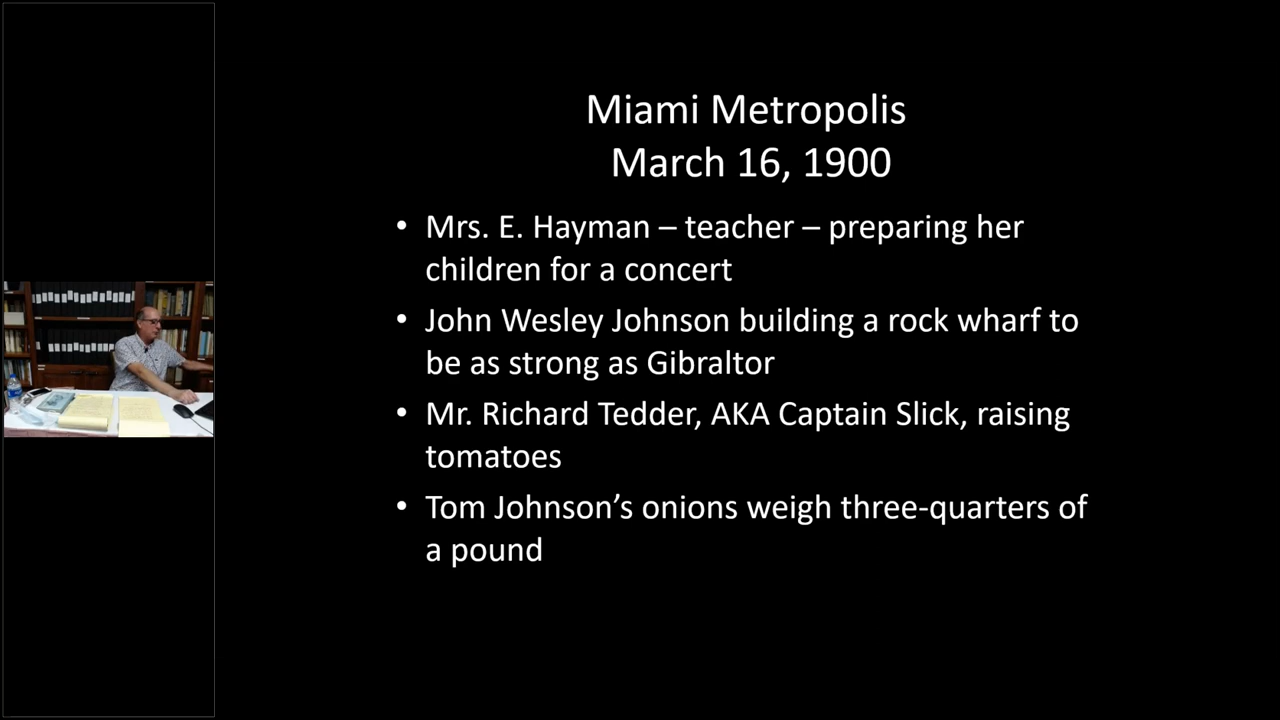 Miami Metropolis
March 16, 1900
• Mrs. E. Hayman – teacher – preparing her
children for a concert
• John Wesley Johnson building a rock wharf to
be as strong as Gibraltor
• Mr. Richard Tedder, AKA Captain Slick, raising
tomatoes
• Tom Johnson’s onions weigh three-quarters of
a pound